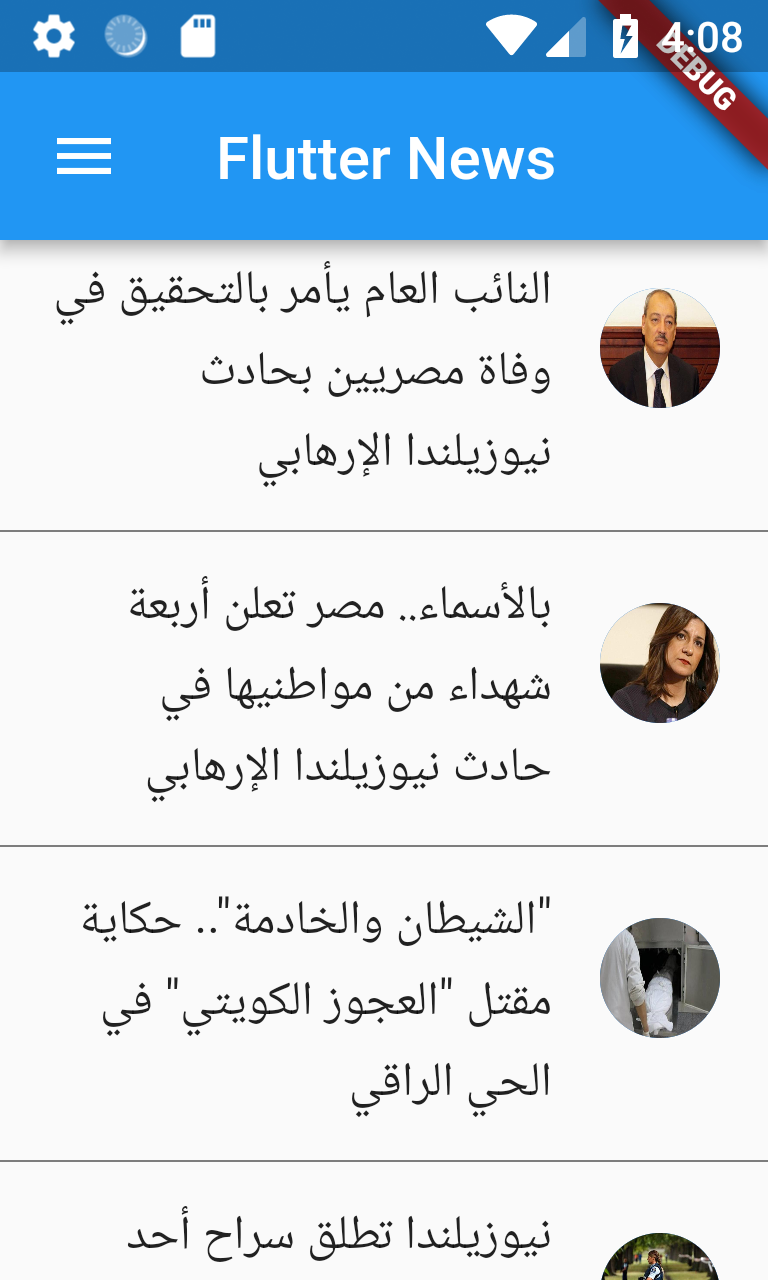 4:08
DEBUG
Flutter News
النائب العام يأمر بالتحقيق في
وفاة مصريين بحادث
نيوزيلندا الإرهابي
بالأسماء.. مصر تعلن أربعة
شهداء من مواطنيها في
حادث نيوزيلندا الإرهابي
"الشيطان والخادمة".. حكاية
مقتل "العجوز الكويتي" في
الحي الراقي
نيوزيلندا تطلق سراح أحد